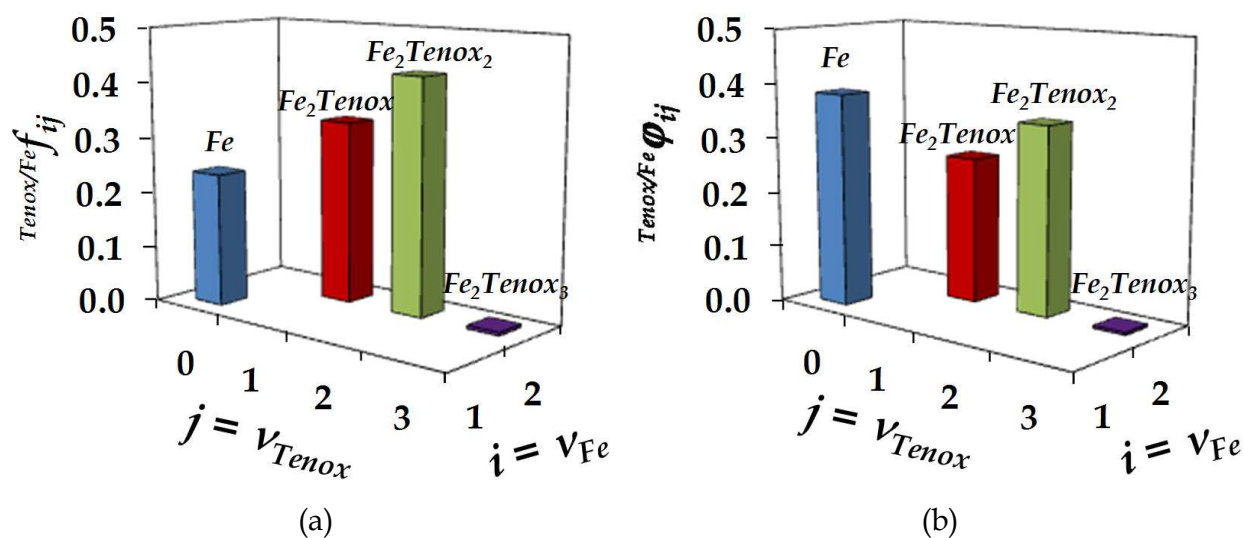 0.5
0.4
0.3
0.2
0.1
0.0
Tenox/Fe f ij
Fe
Fe2Tenox
Fe2Tenox2
Fe2Tenox3
0
1
2
3
1
2
j = νTenox
i = νFe
(a)
0.5
0.4
0.3
0.2
0.1
0.0
Tenox/Fe φ ij
Fe
Fe2Tenox
Fe2Tenox2
Fe2Tenox3
0
1
2
3
1
2
j = νTenox
i = νFe
(b)